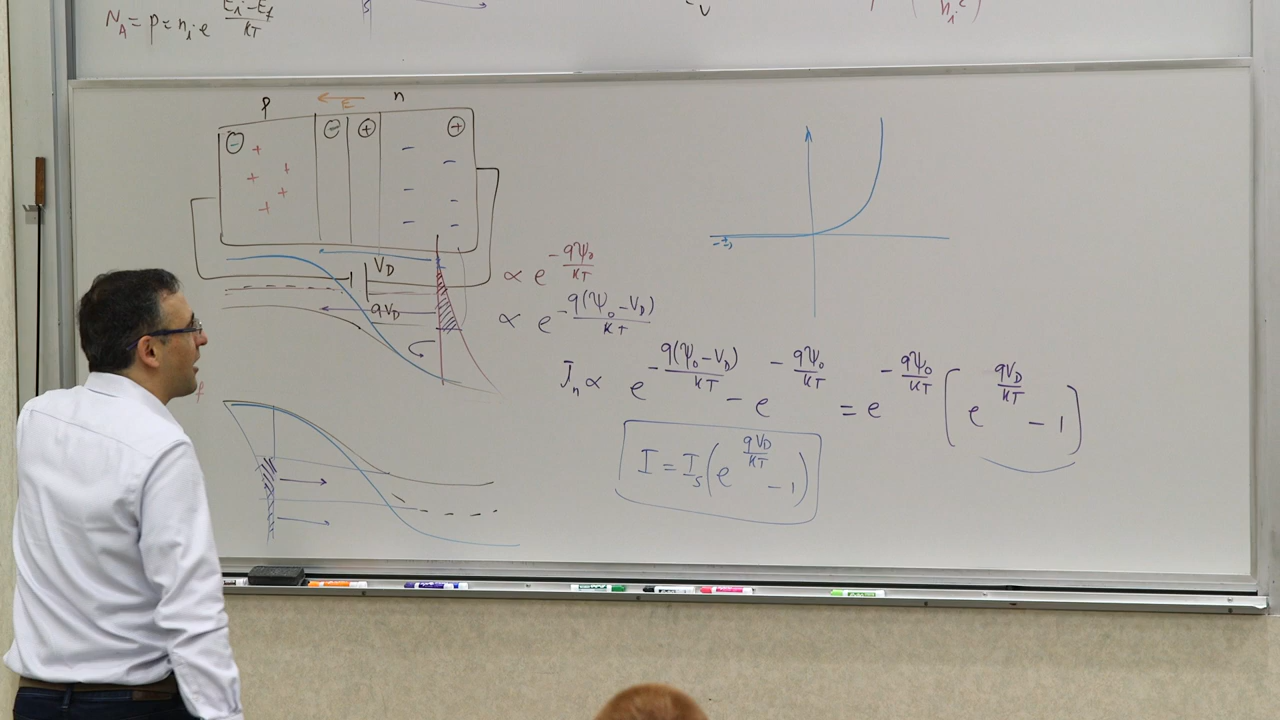 N_A = p = n_i · e^{(E_i − E_f)/KT}
p E n
⊖ ⊖ ⊕ ⊕
V_D
qV_D
∝ e^{−qΨ_0/KT}
∝ e^{−q(Ψ_0 − V_D)/KT}
J_n ∝ e^{−q(Ψ_0 − V_D)/KT} − e^{−qΨ_0/KT} = e^{−qΨ_0/KT} (e^{qV_D/KT} − 1)
I = I_S (e^{qV_D/KT} − 1)